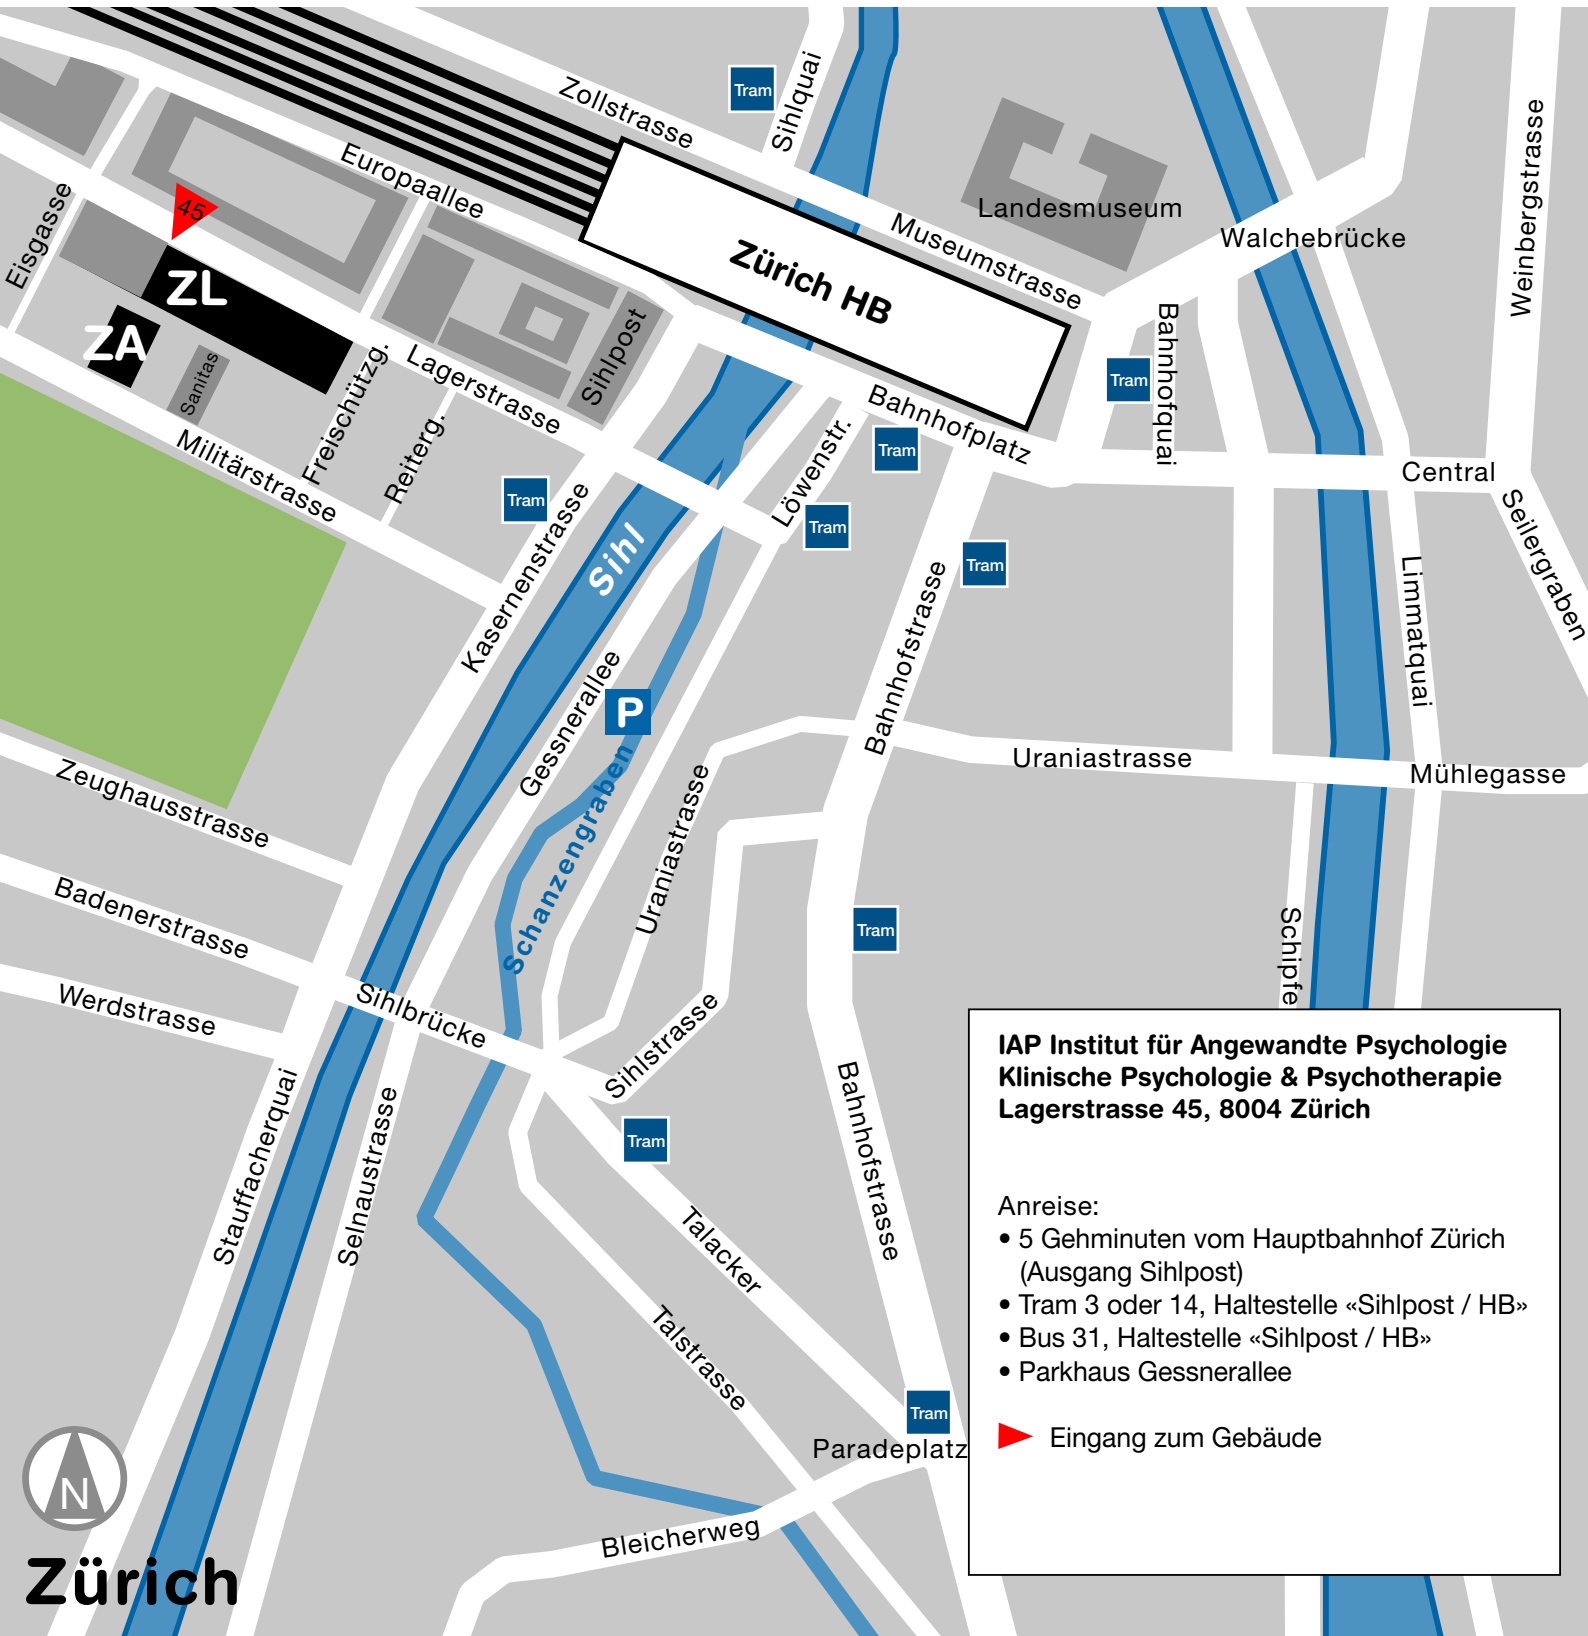 Zollstrasse
Sihlquai
Tram
Europaallee
Weinbergstrasse
Landesmuseum
Museumstrasse
Walchebrücke
Eisgasse
45
ZL
ZA
Zürich HB
Sihlpost
Bahnhofquai
Tram
Sanitas
Freischützg.
Lagerstrasse
Reiterg.
Militärstrasse
Bahnhofplatz
Tram
Löwenstr.
Tram
Tram
Central
Seilergraben
Kasernenstrasse
Sihl
Tram
Bahnhofstrasse
Limmatquai
Gessnerallee
P
Uraniastrasse
Mühlegasse
Zeughausstrasse
Schanzengraben
Uraniastrasse
Badenerstrasse
Tram
Schipfe
Werdstrasse
Sihlbrücke
Sihlstrasse
Stauffacherquai
Selnaustrasse
Tram
Bahnhofstrasse
Talacker
Talstrasse
Tram
Paradeplatz
Bleicherweg
IAP Institut für Angewandte Psychologie
Klinische Psychologie & Psychotherapie
Lagerstrasse 45, 8004 Zürich
Anreise:
• 5 Gehminuten vom Hauptbahnhof Zürich
(Ausgang Sihlpost)
• Tram 3 oder 14, Haltestelle «Sihlpost / HB»
• Bus 31, Haltestelle «Sihlpost / HB»
• Parkhaus Gessnerallee
Eingang zum Gebäude
N
Zürich